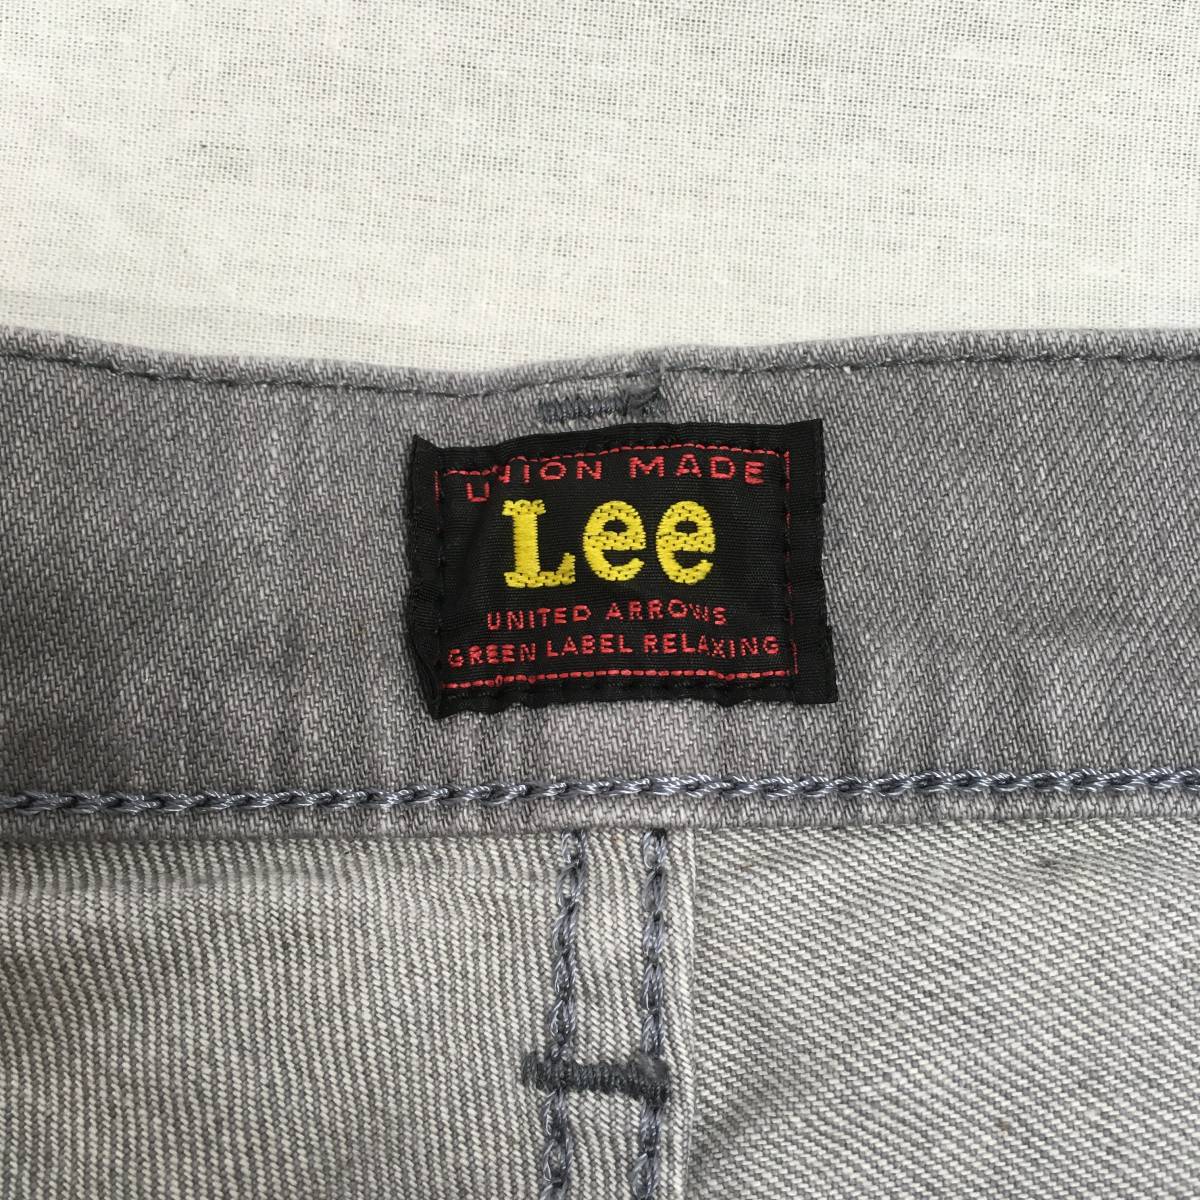 UNION MADE
Lee
UNITED ARROWS
GREEN LABEL RELAXING